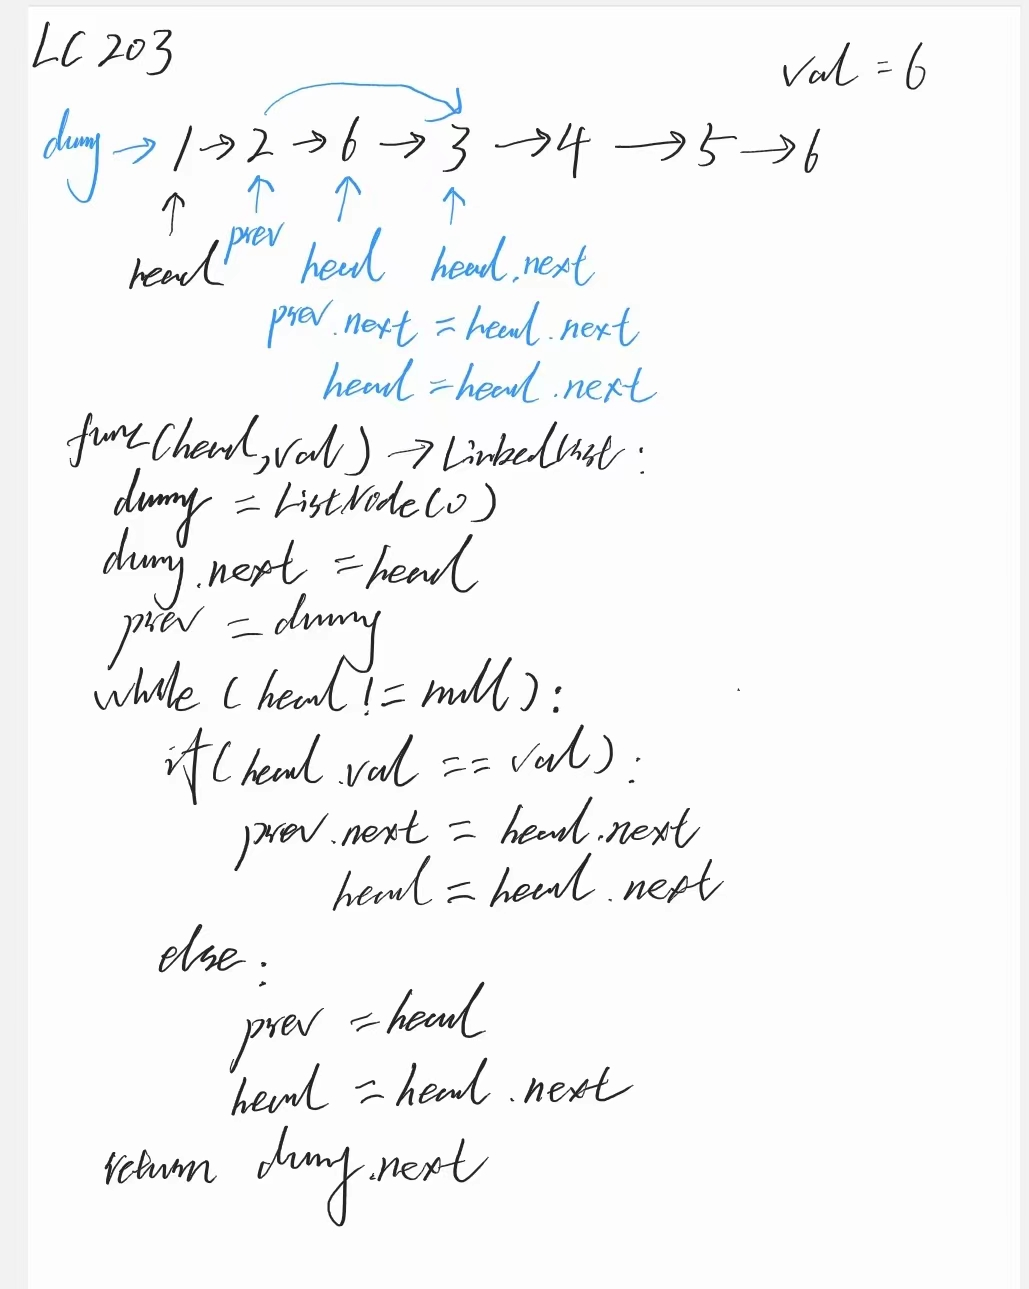 LC 203
val = 6
dumy → 1 → 2 → 6 → 3 → 4 → 5 → 6
head prev head head.next
prev.next = head.next
head = head.next
func(head, val) → LinkedList:
dummy = ListNode(0)
dumy.next = head
prev = dummy
while (head != null):
if(head.val == val):
prev.next = head.next
head = head.next
else:
prev = head
head = head.next
return dumy.next